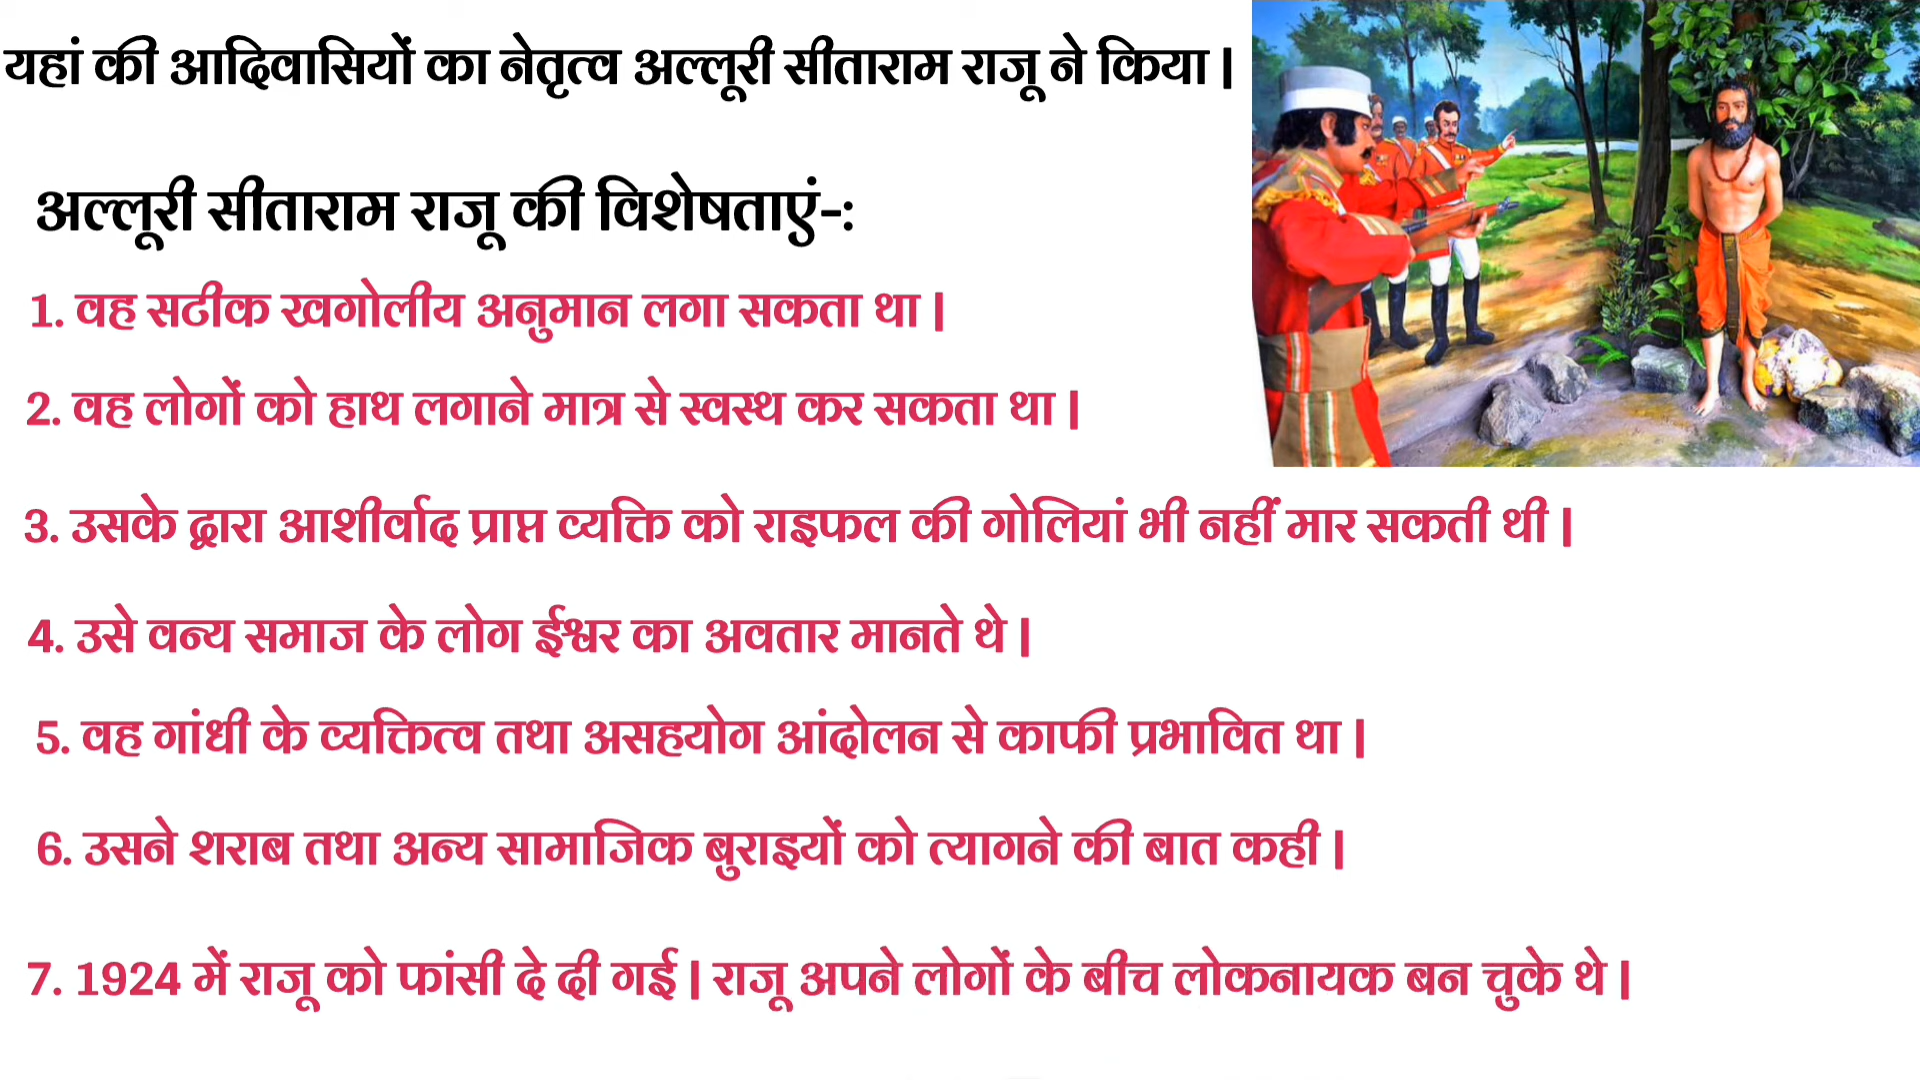 यहां की आदिवासियों का नेतृत्व अल्लूरी सीताराम राजू ने किया |
अल्लूरी सीताराम राजू की विशेषताएं-:
1. वह सटीक खगोलीय अनुमान लगा सकता था |
2. वह लोगों को हाथ लगाने मात्र से स्वस्थ कर सकता था |
3. उसके द्वारा आशीर्वाद प्राप्त व्यक्ति को राइफल की गोलियां भी नहीं मार सकती थी |
4. उसे वन्य समाज के लोग ईश्वर का अवतार मानते थे |
5. वह गांधी के व्यक्तित्व तथा असहयोग आंदोलन से काफी प्रभावित था |
6. उसने शराब तथा अन्य सामाजिक बुराइयों को त्यागने की बात कही |
7. 1924 में राजू को फांसी दे दी गई | राजू अपने लोगों के बीच लोकनायक बन चुके थे |